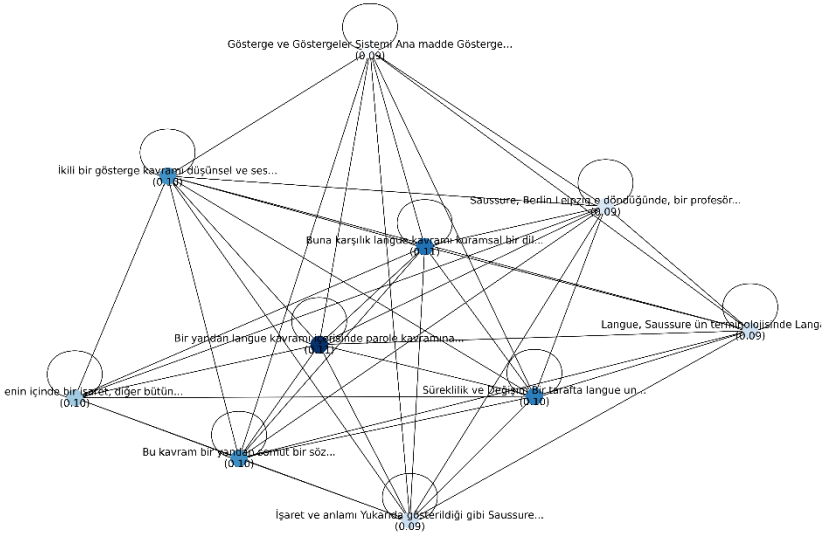 Gösterge ve Göstergeler Sistemi Ana madde Gösterge...
(0.09)
İkili bir gösterge kavramı düşünsel ve ses...
(0.10)
Saussure, Berlin Leipzig e döndüğünde, bir profesör...
(0.09)
Buna karşılık langue kavramı kuramsal bir dil...
(0.11)
Langue, Saussure ün terminolojisinde Langa
(0.09)
Bir yandan langue kavramı içerisinde parole kavramına...
(0.11)
enin içinde bir işaret, diğer bütün...
(0.10)
Süreklilik ve Değişim Bir tarafta langue un...
(0.10)
Bu kavram bir yandan somut bir söz...
(0.10)
İşaret ve anlamı Yukarıda gösterildiği gibi Saussure...
(0.09)